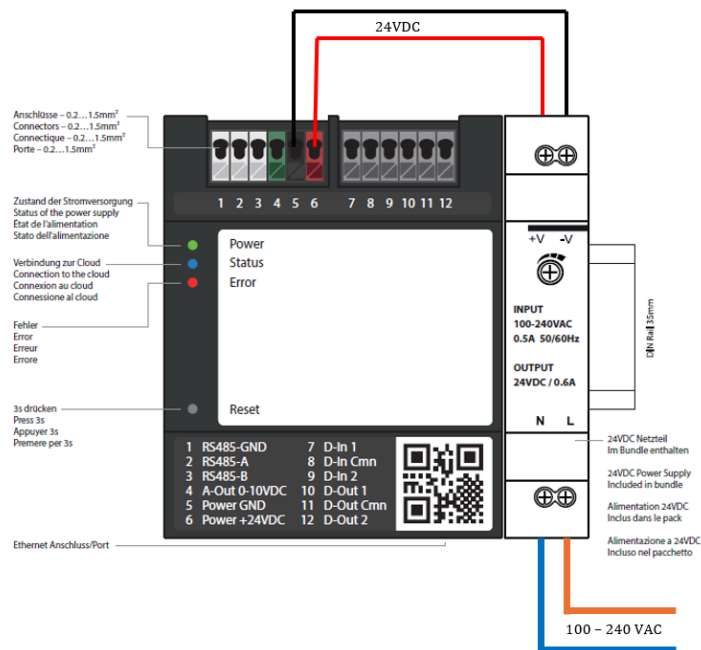 24VDC
Anschlüsse – 0.2...1.5mm²
Connectors – 0.2...1.5mm²
Connectique – 0.2...1.5mm²
Porte – 0.2...1.5mm²
1 2 3 4 5 6 7 8 9 10 11 12
Zustand der Stromversorgung
Status of the power supply
État de l'alimentation
Stato dell'alimentazione
Verbindung zur Cloud
Connection to the cloud
Connexion au cloud
Connessione al cloud
Fehler
Error
Erreur
Errore
3s drücken
Press 3s
Appuyer 3s
Premere per 3s
Ethernet Anschluss/Port
Power
Status
Error
Reset
1 RS485-GND 7 D-In 1
2 RS485-A 8 D-In Cmn
3 RS485-B 9 D-In 2
4 A-Out 0-10VDC 10 D-Out 1
5 Power GND 11 D-Out Cmn
6 Power +24VDC 12 D-Out 2
+V -V
INPUT
100-240VAC
0.5A 50/60Hz
OUTPUT
24VDC / 0.6A
N L
DIN Rail 35mm
24VDC Netzteil
Im Bundle enthalten
24VDC Power Supply
Included in bundle
Alimentation 24VDC
Inclus dans le pack
Alimentazione a 24VDC
Incluso nel pacchetto
100 – 240 VAC